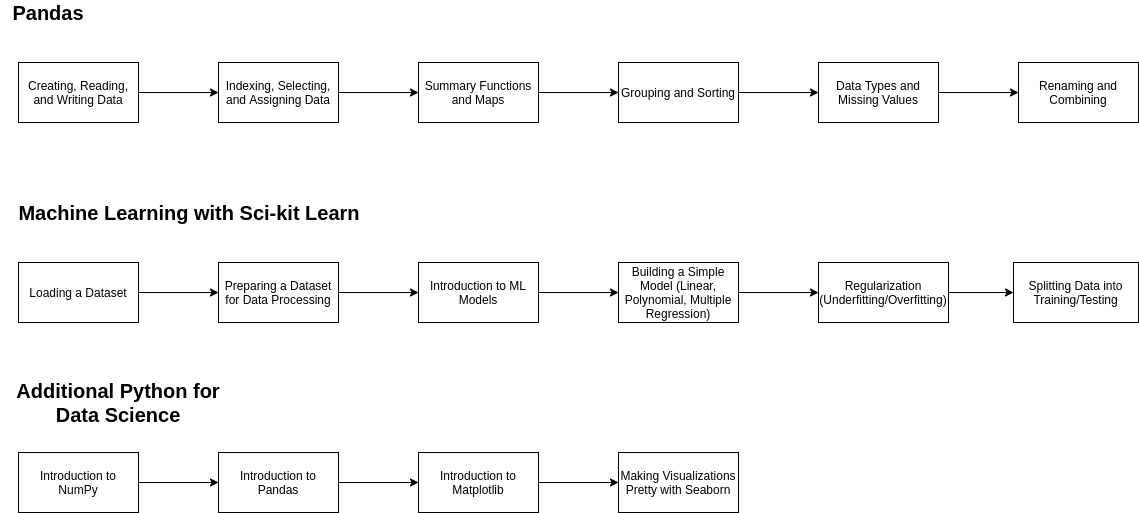 Pandas
Creating, Reading,
and Writing Data
Indexing, Selecting,
and Assigning Data
Summary Functions
and Maps
Grouping and Sorting
Data Types and
Missing Values
Renaming and
Combining
Machine Learning with Sci-kit Learn
Loading a Dataset
Preparing a Dataset
for Data Processing
Introduction to ML
Models
Building a Simple
Model (Linear,
Polynomial, Multiple
Regression)
Regularization
(Underfitting/Overfitting)
Splitting Data into
Training/Testing
Additional Python for
Data Science
Introduction to
NumPy
Introduction to
Pandas
Introduction to
Matplotlib
Making Visualizations
Pretty with Seaborn